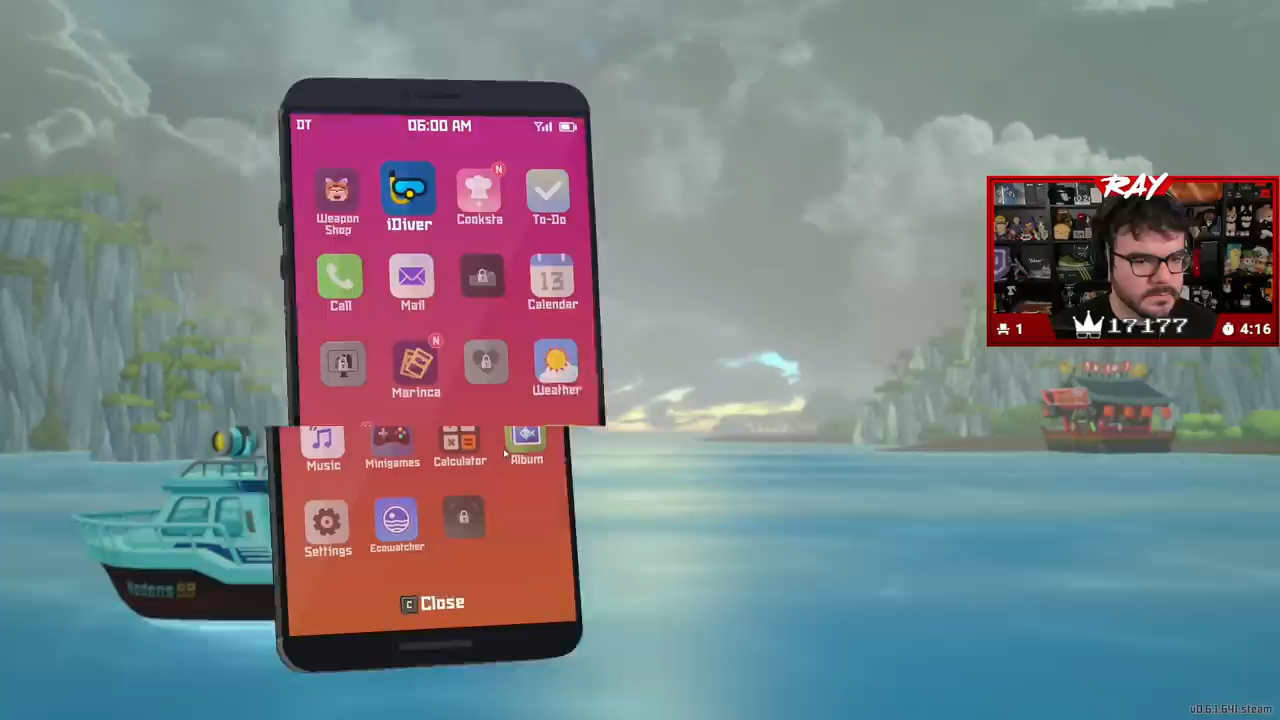 DT 06:00 AM
Weapon Shop iDiver N Cooksta To-Do
Call Mail 13 Calendar
N Marinca Weather
Music Minigames Calculator Album
Settings Ecowatcher
C Close
RAY
1 17177 4:16
v0.6.1.641.steam